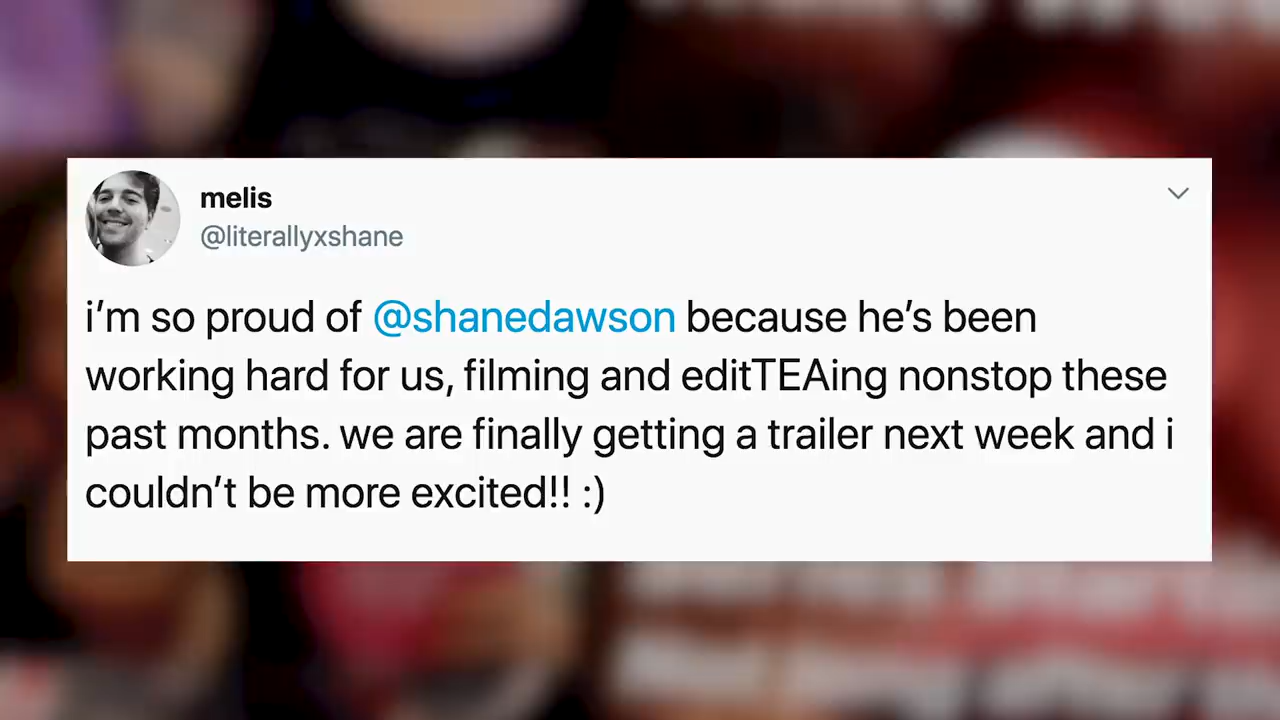 melis
@literallyxshane
i’m so proud of @shanedawson because he’s been
working hard for us, filming and editTEAing nonstop these
past months. we are finally getting a trailer next week and i
couldn’t be more excited!! :)